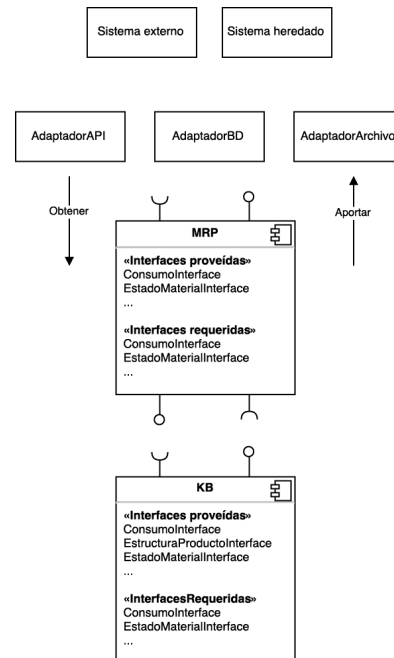 Sistema externo
Sistema heredado
AdaptadorAPI
AdaptadorBD
AdaptadorArchivo
Obtener
Aportar
MRP
«Interfaces proveídas»
ConsumoInterface
EstadoMaterialInterface
...
«Interfaces requeridas»
ConsumoInterface
EstadoMaterialInterface
...
KB
«Interfaces proveídas»
ConsumoInterface
EstructuraProductoInterface
EstadoMaterialInterface
...
«InterfacesRequeridas»
ConsumoInterface
EstadoMaterialInterface
...